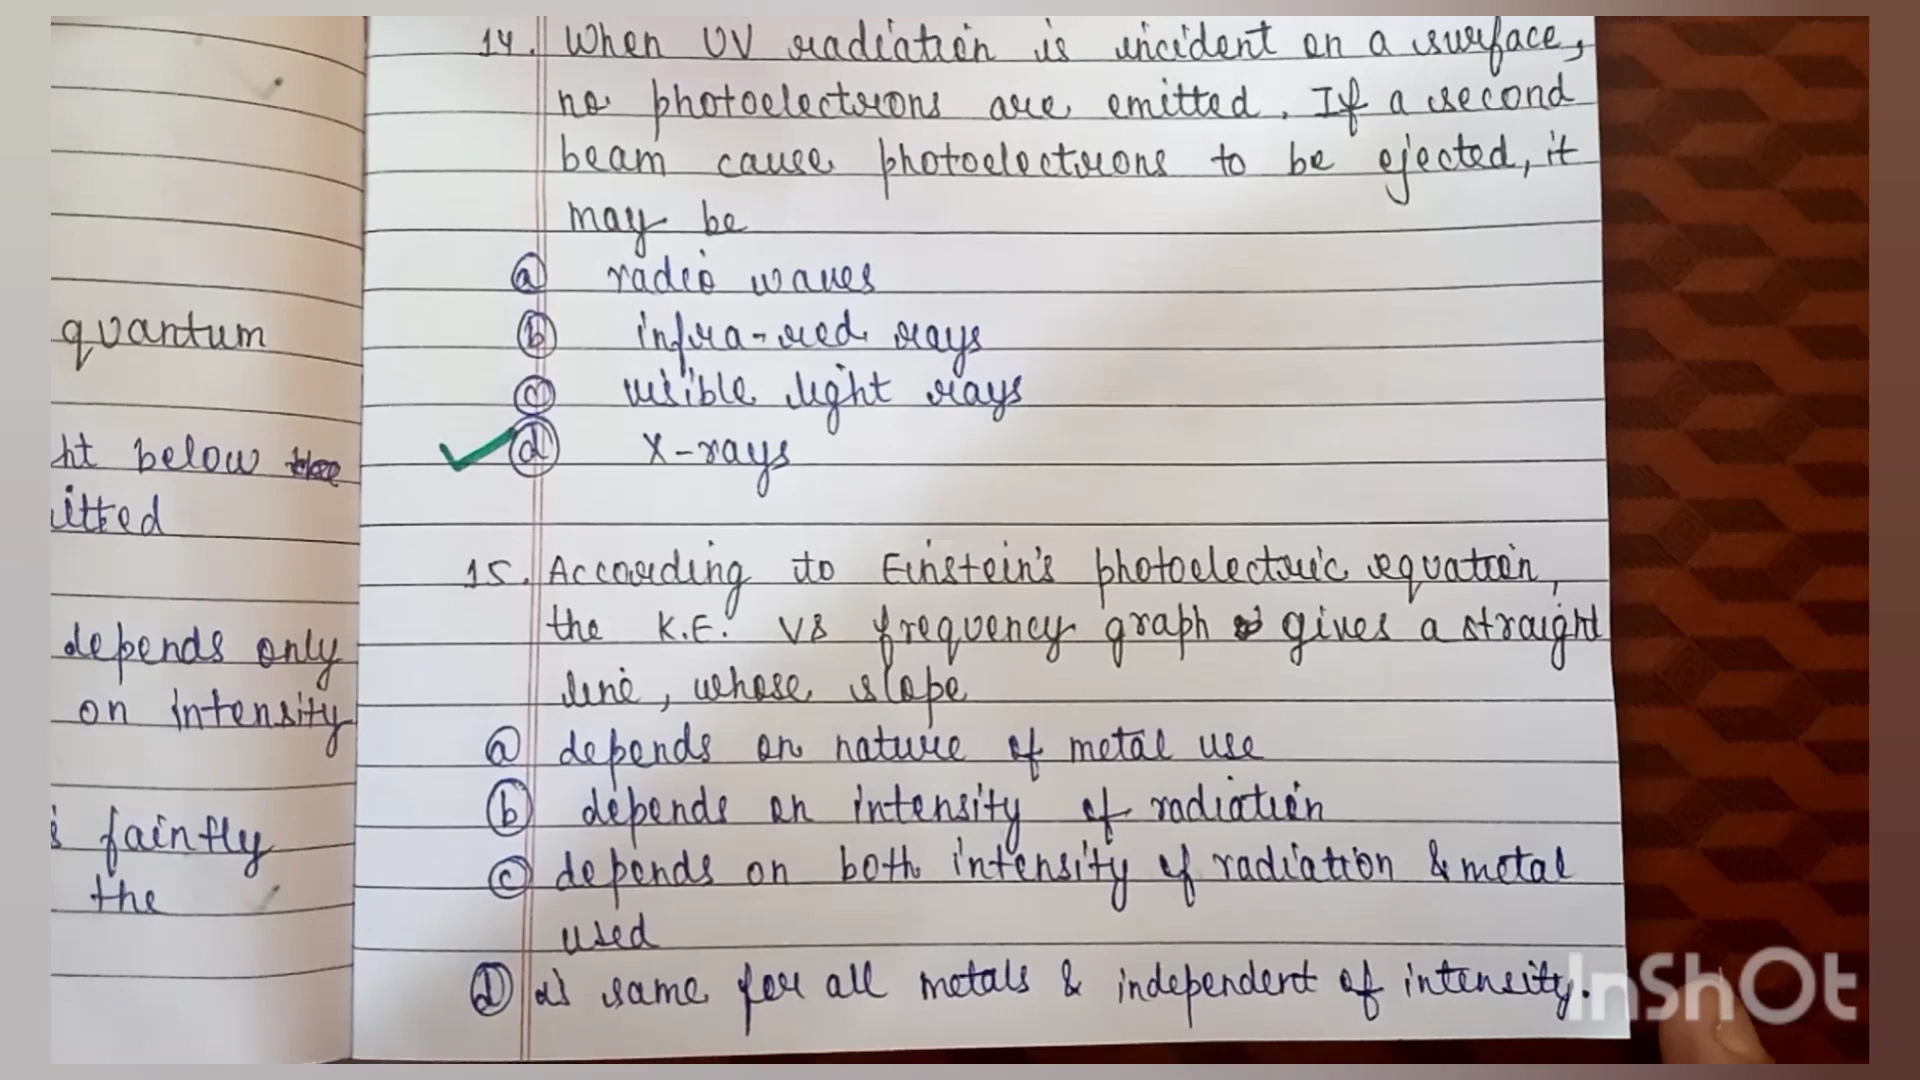 quantum
ht below the
itted
depends only
on intensity
faintly
the
14. When UV radiation is incident on a surface,
no photoelectrons are emitted. If a second
beam cause photoelectrons to be ejected, it
may be
(a) radio waves
(b) infra-red rays
(c) visible light rays
(d) X-rays
15. According to Einstein's photoelectric equation,
the K.E. vs frequency graph gives a straight
line, whose slope
(a) depends on nature of metal use
(b) depends on intensity of radiation
(c) depends on both intensity of radiation & metal
used
(d) is same for all metals & independent of intensity.
InShOt